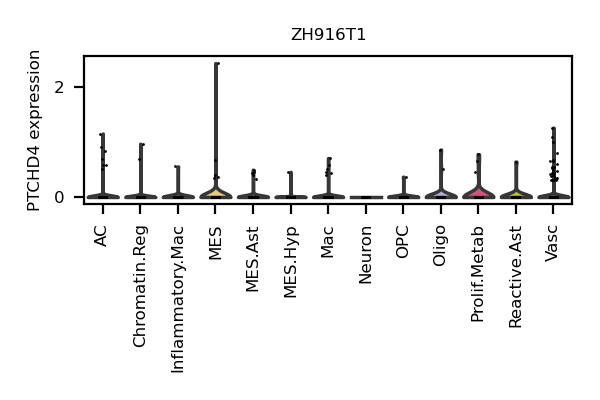 ZH916T1
PTCHD4 expression
2
0
AC
Chromatin.Reg
Inflammatory.Mac
MES
MES.Ast
MES.Hyp
Mac
Neuron
OPC
Oligo
Prolif.Metab
Reactive.Ast
Vasc